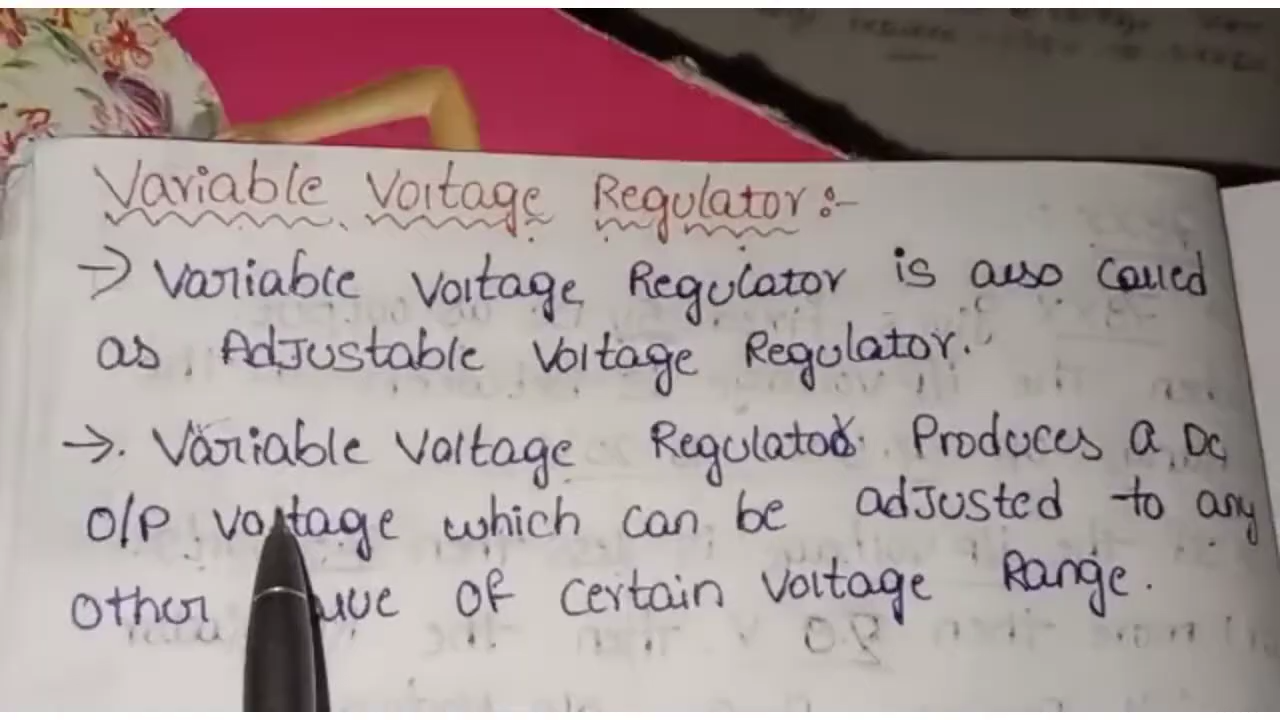 Variable Voltage Regulator :-
→ Variable Voltage Regulator is also called
as Adjustable Voltage Regulator.
→. Variable Voltage Regulator. Produces a DC
O/P Voltage which can be adjusted to any
other of certain Voltage Range.